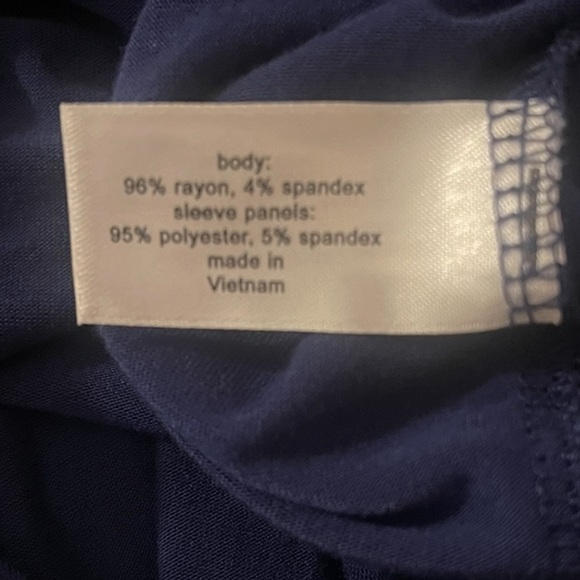 body:
96% rayon, 4% spandex
sleeve panels:
95% polyester, 5% spandex
made in
Vietnam